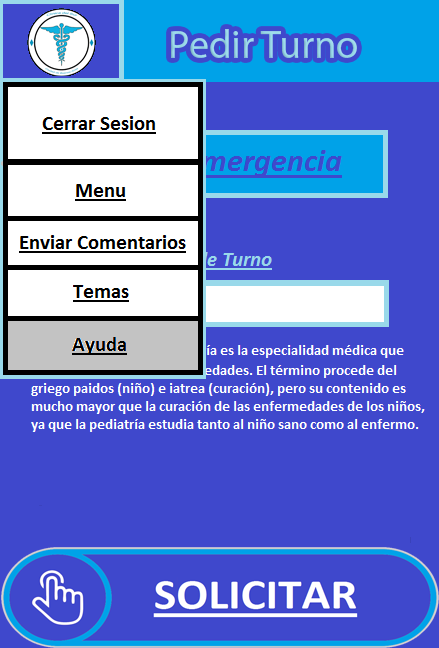 Pedir Turno
Cerrar Sesion
Menu
Enviar Comentarios
Temas
Ayuda
mergencia
de Turno
ía es la especialidad médica que
edades. El término procede del
griego paidos (niño) e iatrea (curación), pero su contenido es
mucho mayor que la curación de las enfermedades de los niños,
ya que la pediatría estudia tanto al niño sano como al enfermo.
SOLICITAR